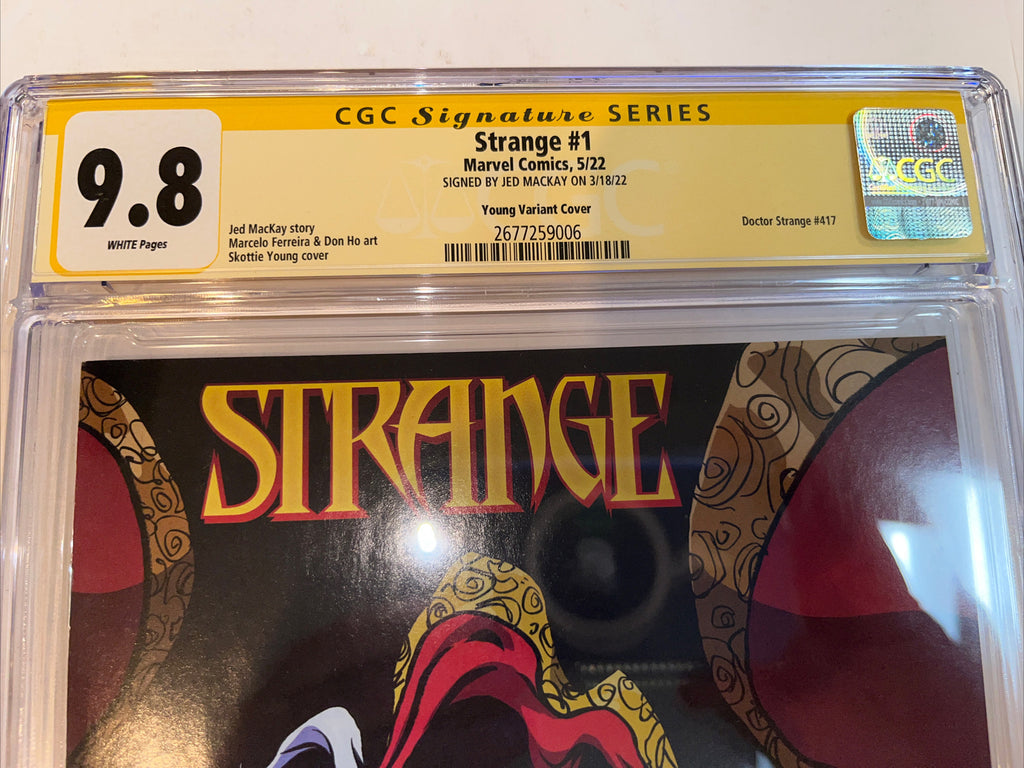 CGC Signature SERIES
9.8
WHITE Pages
Strange #1
Marvel Comics, 5/22
SIGNED BY JED MACKAY ON 3/18/22
Young Variant Cover
2677259006
Jed MacKay story
Marcelo Ferreira & Don Ho art
Skottie Young cover
Doctor Strange #417
CGC
STRANGE